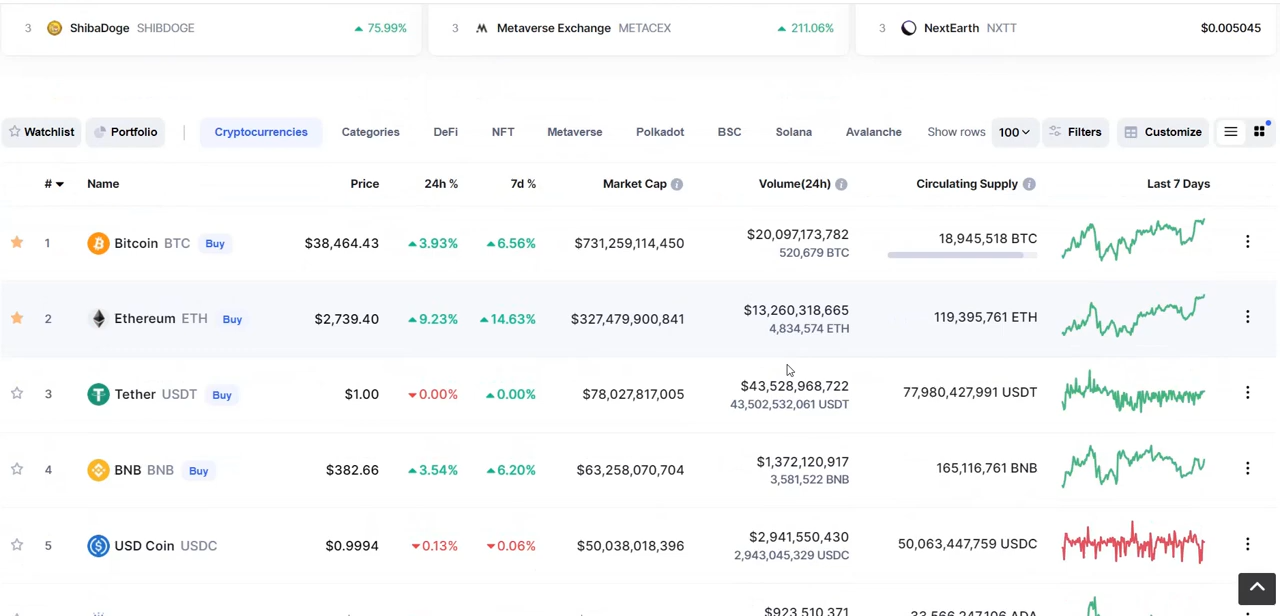 3 ShibaDoge SHIBDOGE 75.99% 3 Metaverse Exchange METACEX 211.06% 3 NextEarth NXTT $0.005045
Watchlist Portfolio Cryptocurrencies Categories DeFi NFT Metaverse Polkadot BSC Solana Avalanche Show rows 100 Filters Customize
# Name Price 24h % 7d % Market Cap Volume(24h) Circulating Supply Last 7 Days
1 Bitcoin BTC Buy $38,464.43 3.93% 6.56% $731,259,114,450 $20,097,173,782 18,945,518 BTC
520,679 BTC
2 Ethereum ETH Buy $2,739.40 9.23% 14.63% $327,479,900,841 $13,260,318,665 119,395,761 ETH
4,834,574 ETH
3 Tether USDT Buy $1.00 0.00% 0.00% $78,027,817,005 $43,528,968,722 77,980,427,991 USDT
43,502,532,061 USDT
4 BNB BNB Buy $382.66 3.54% 6.20% $63,258,070,704 $1,372,120,917 165,116,761 BNB
3,581,522 BNB
5 USD Coin USDC $0.9994 0.13% 0.06% $50,038,018,396 $2,941,550,430 50,063,447,759 USDC
2,943,045,329 USDC
$923,510,371